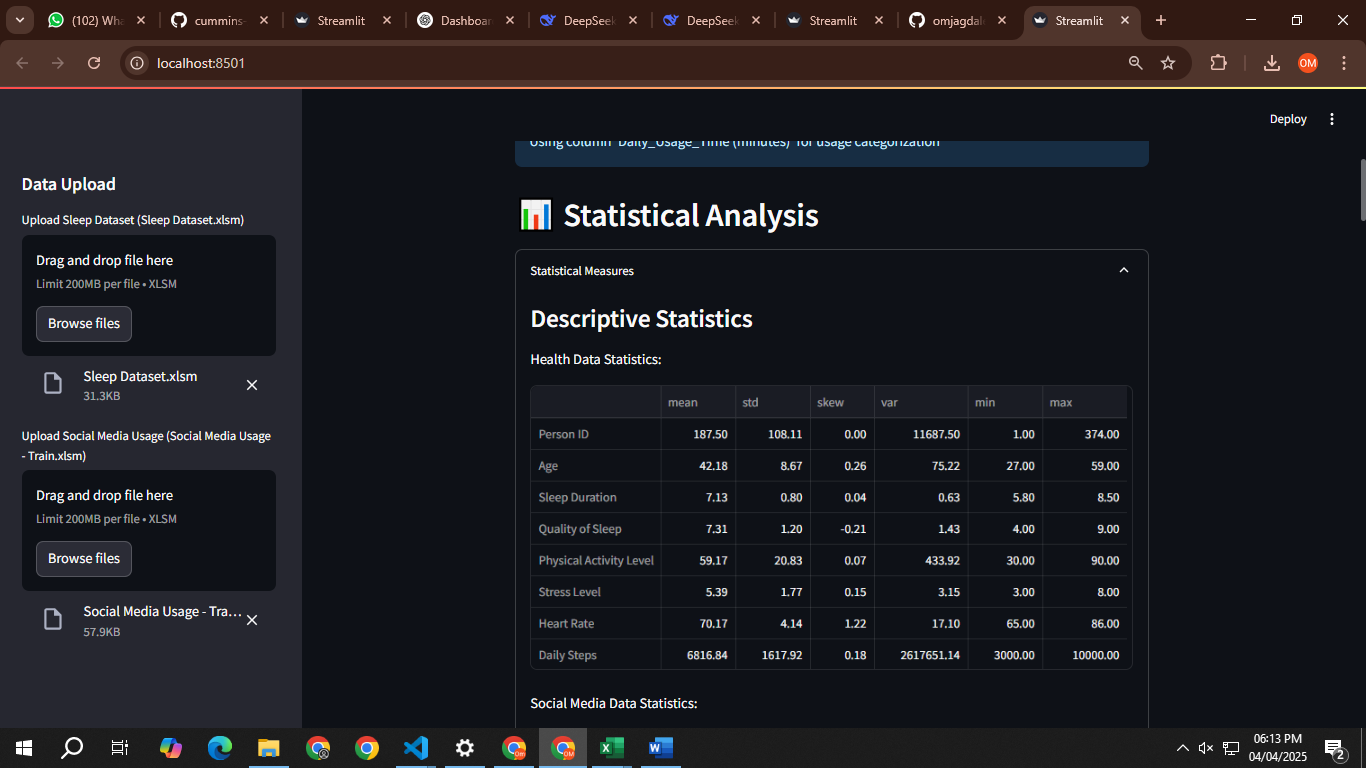 (102) Wha
cummins-
Streamlit
Dashboar
DeepSeek
DeepSeek
Streamlit
omjagdale
Streamlit
localhost:8501
OM
Deploy
Using column 'Daily_Usage_Time (minutes)' for usage categorization
Data Upload
Upload Sleep Dataset (Sleep Dataset.xlsm)
Drag and drop file here
Limit 200MB per file • XLSM
Browse files
Sleep Dataset.xlsm
31.3KB
Upload Social Media Usage (Social Media Usage
- Train.xlsm)
Drag and drop file here
Limit 200MB per file • XLSM
Browse files
Social Media Usage - Tra...
57.9KB
Statistical Analysis
Statistical Measures
Descriptive Statistics
Health Data Statistics:
mean std skew var min max
Person ID 187.50 108.11 0.00 11687.50 1.00 374.00
Age 42.18 8.67 0.26 75.22 27.00 59.00
Sleep Duration 7.13 0.80 0.04 0.63 5.80 8.50
Quality of Sleep 7.31 1.20 -0.21 1.43 4.00 9.00
Physical Activity Level 59.17 20.83 0.07 433.92 30.00 90.00
Stress Level 5.39 1.77 0.15 3.15 3.00 8.00
Heart Rate 70.17 4.14 1.22 17.10 65.00 86.00
Daily Steps 6816.84 1617.92 0.18 2617651.14 3000.00 10000.00
Social Media Data Statistics:
06:13 PM
04/04/2025
2